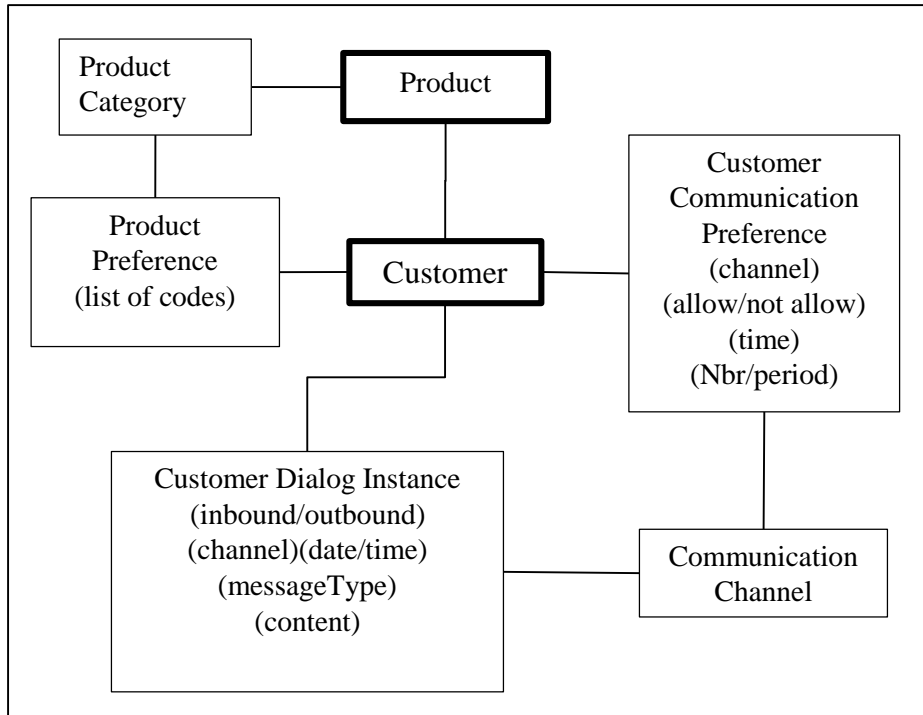 Product
Category
Product
Product
Preference
(list of codes)
Customer
Customer
Communication
Preference
(channel)
(allow/not allow)
(time)
(Nbr/period)
Customer Dialog Instance
(inbound/outbound)
(channel)(date/time)
(messageType)
(content)
Communication
Channel